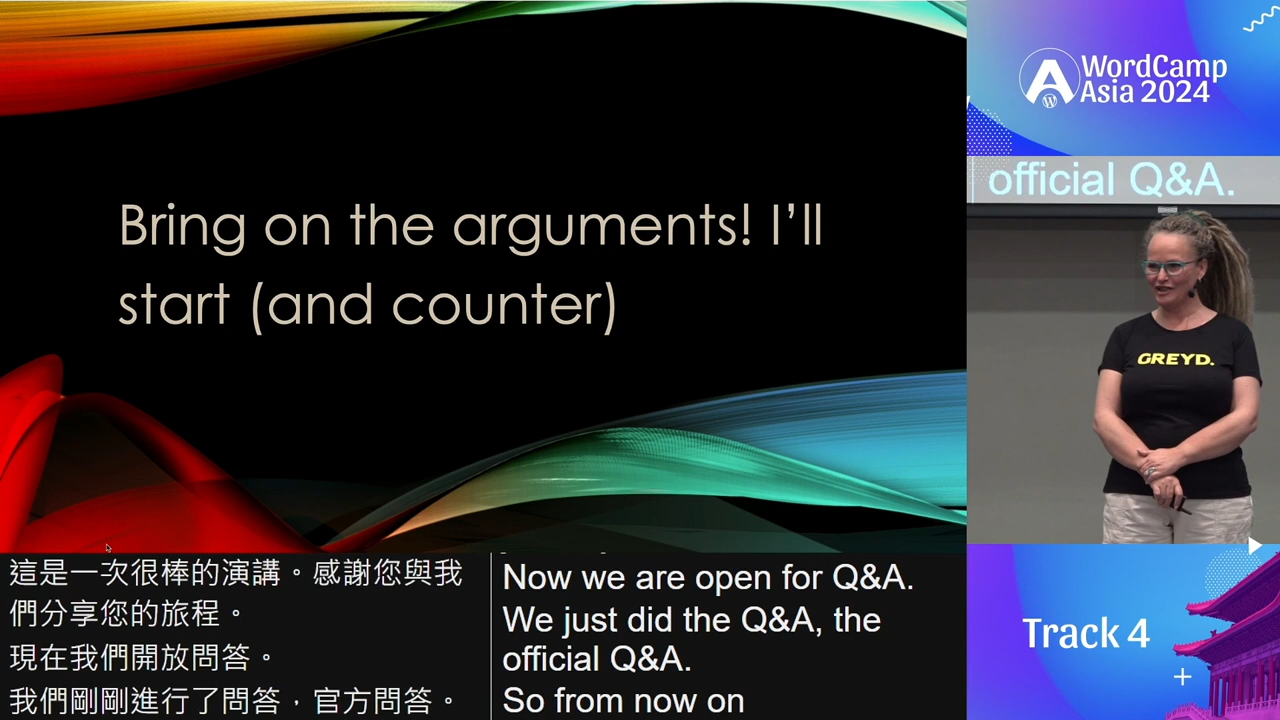 Bring on the arguments! I’ll
start (and counter)
WordCamp
Asia 2024
official Q&A.
GREYD.
Track 4
這是一次很棒的演講。感謝您與我
們分享您的旅程。
現在我們開放問答。
我們剛剛進行了問答，官方問答。
Now we are open for Q&A.
We just did the Q&A, the
official Q&A.
So from now on